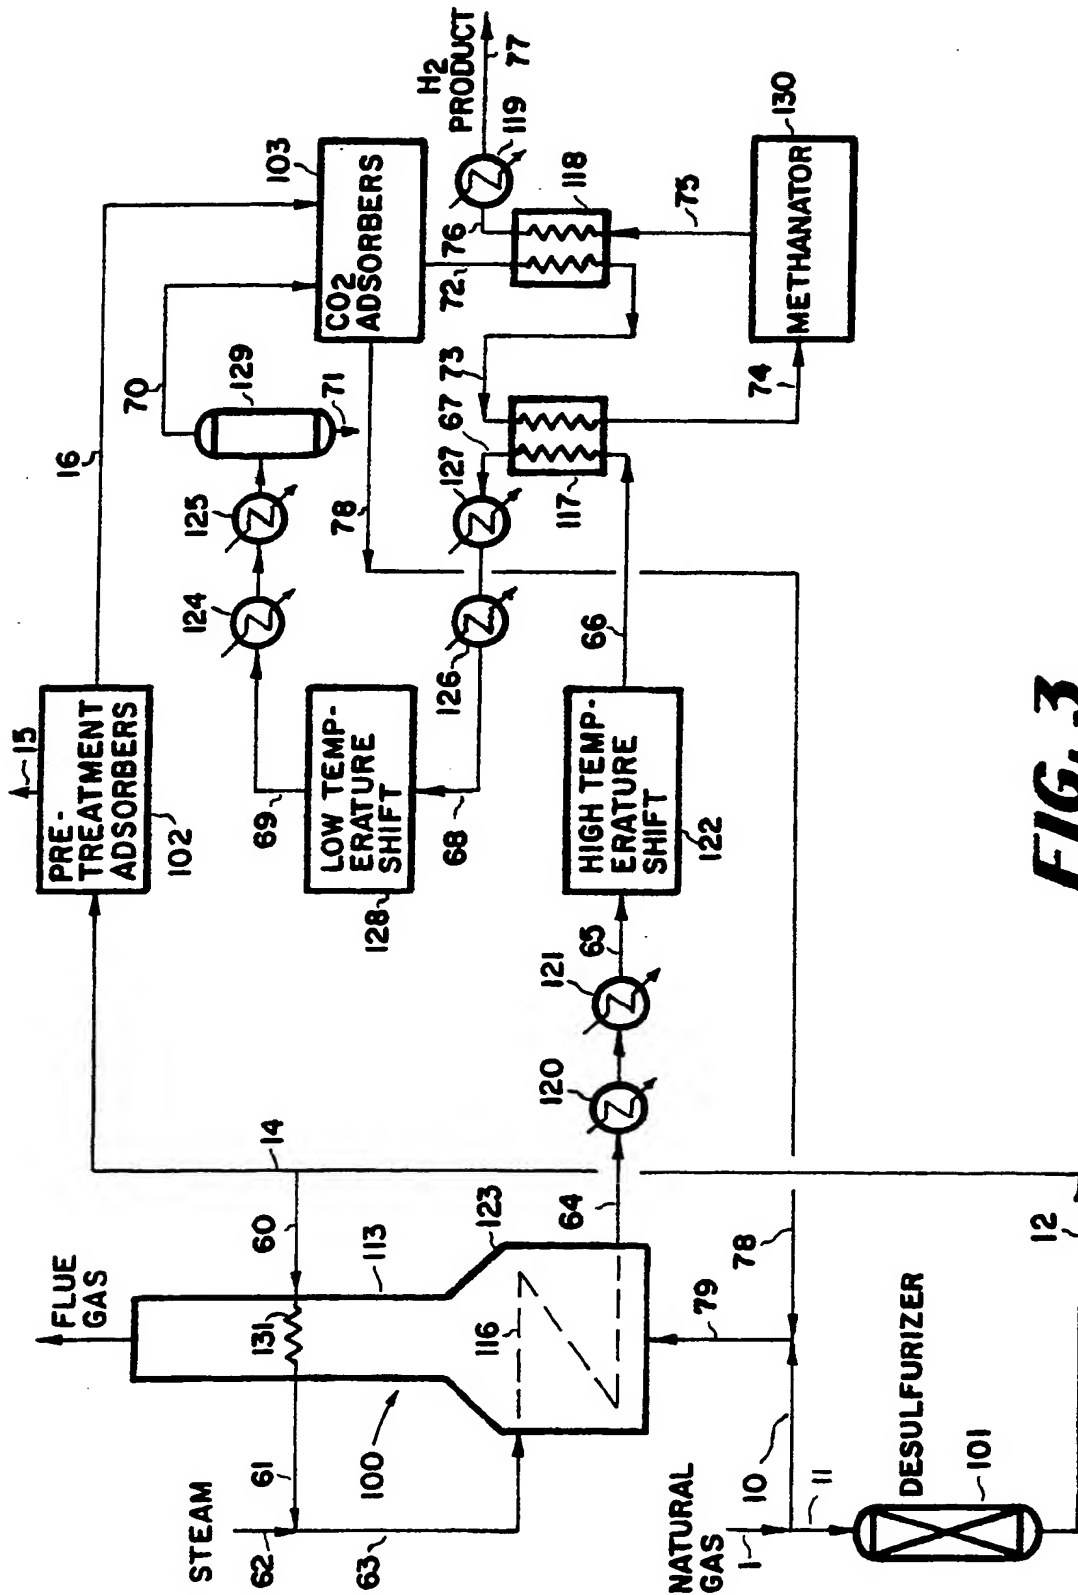 FLUE GAS
STEAM
62
61
63
100
131
60
113
14
116
123
64
NATURAL GAS
1
10
11
79
78
DESULFURIZER
101
12
120
121
65
PRE-
TREATMENT
ADSORBERS
15
102
16
LOW TEMP-
ERATURE
SHIFT
128
69
68
HIGH TEMP-
ERATURE
SHIFT
122
66
124
125
126
127
67
117
73
70
129
71
78
CO2
ADSORBERS
103
72
76
118
119
H2
PRODUCT
77
75
74
METHANATOR
130
FIG. 3